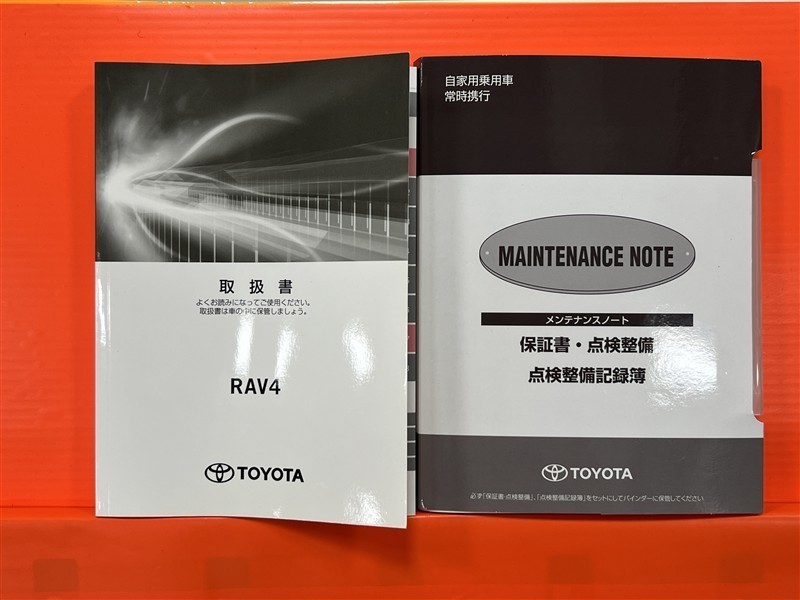 取扱書
よくお読みになってご使用ください。
取扱書は車の中に保管しましょう。
RAV4
TOYOTA
自家用乗用車
常時携行
MAINTENANCE NOTE
メンテナンスノート
保証書・点検整備
点検整備記録簿
TOYOTA
必ず「保証書・点検整備」、「点検整備記録簿」をセットにしてバインダーに保管してください